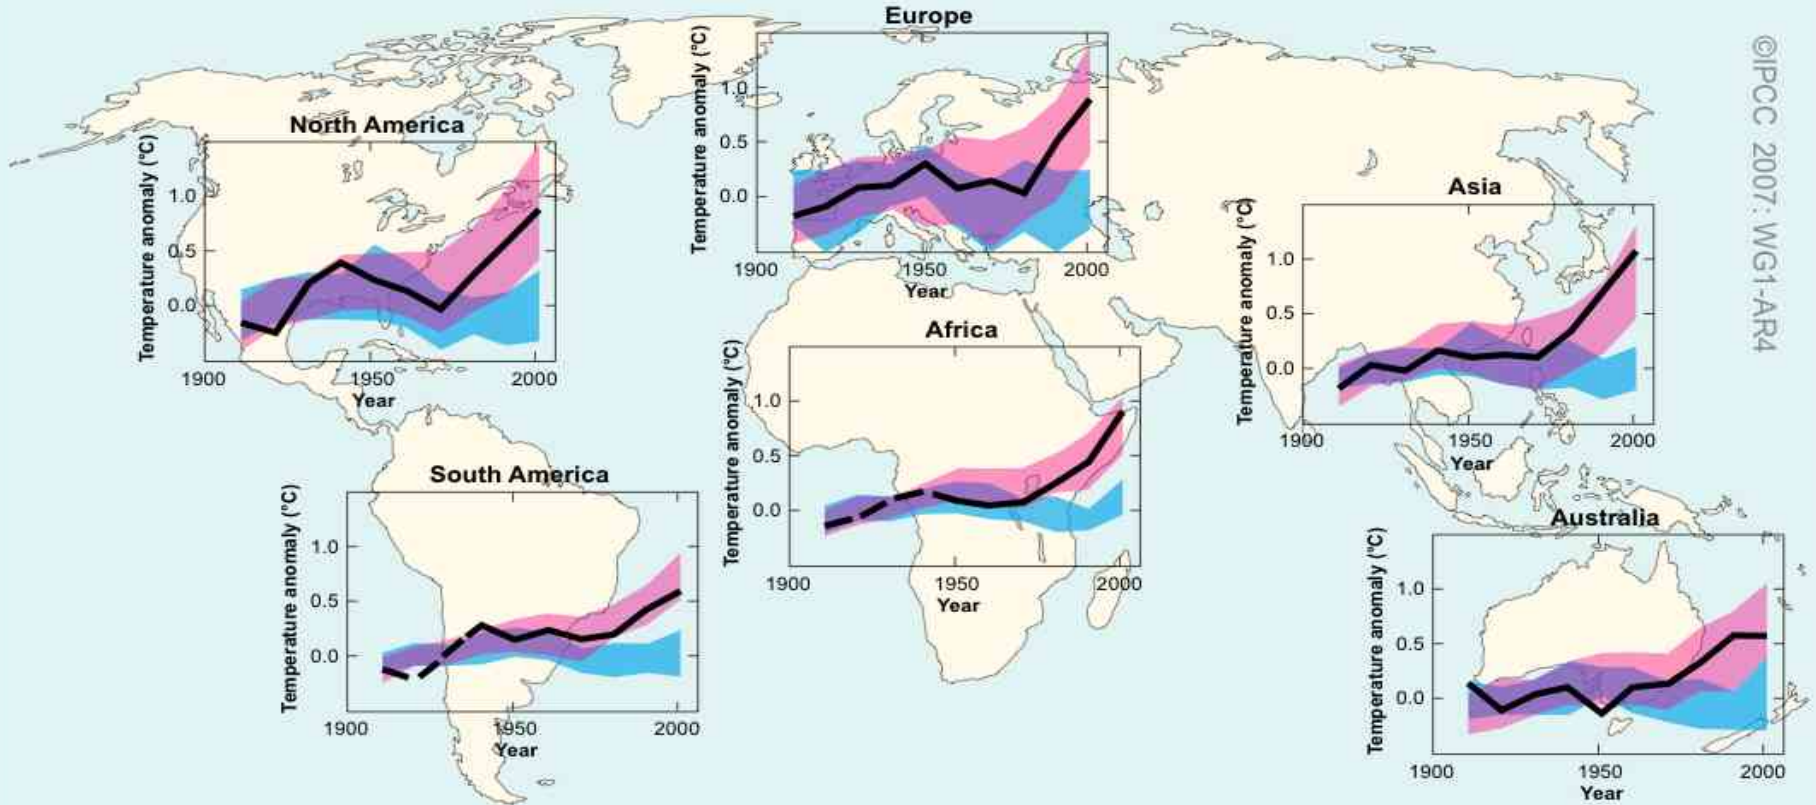 Europe
Temperature anomaly (°C)
1.0
0.5
0.0
1900
1950
2000
Year
North America
Temperature anomaly (°C)
1.0
0.5
0.0
1900
1950
2000
Year
Asia
Temperature anomaly (°C)
1.0
0.5
0.0
1900
1950
2000
Year
Africa
Temperature anomaly (°C)
1.0
0.5
0.0
1900
1950
2000
Year
South America
Temperature anomaly (°C)
1.0
0.5
0.0
1900
1950
2000
Year
Australia
Temperature anomaly (°C)
1.0
0.5
0.0
1900
1950
2000
Year
©IPCC 2007: WG1-AR4